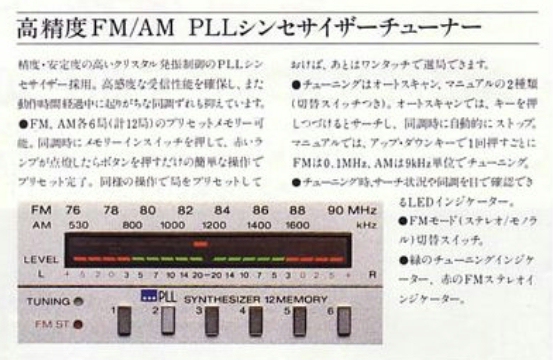 高精度FM/AM PLLシンセサイザーチューナー
精度・安定度の高いクリスタル発振制御のPLLシン
セサイザー採用。高感度な受信性能を確保し、また
動作時間経過中に起りがちな同調ずれも抑えています。
●FM、AM各6局(計12局)のプリセットメモリー可
能。同調時にメモリーインスイッチを押して、赤いラ
ンプが点燈したらボタンを押すだけの簡単な操作で
プリセット完了。同様の操作で局をプリセットして
おけば、あとはワンタッチで選局できます。
●チューニングはオートスキャン、マニュアルの2種類
(切替スイッチつき)。オートスキャンでは、キーを押
しつづけるとサーチし、同調時に自動的にストップ。
マニュアルでは、アップ・ダウンキーで1回押すごとに
FMは0.1MHz、AMは9kHz単位でチューニング。
●チューニング時、サーチ状況や同調を目で確認でき
るLEDインジケーター。
●FMモード(ステレオ/モノラ
ル)切替スイッチ。
●緑のチューニングインジケ
ーター、赤のFMステレオイ
ンジケーター。
FM 76 78 80 82 84 86 88 90 MHz
AM 530 800 1000 1200 1400 1600 kHz
LEVEL
L + 5 2 0 3 5 7 10 14 20-20 14 10 7 5 3 0 2 5 + R
TUNING
PLL SYNTHESIZER 12MEMORY
FM ST
1 2 3 4 5 6